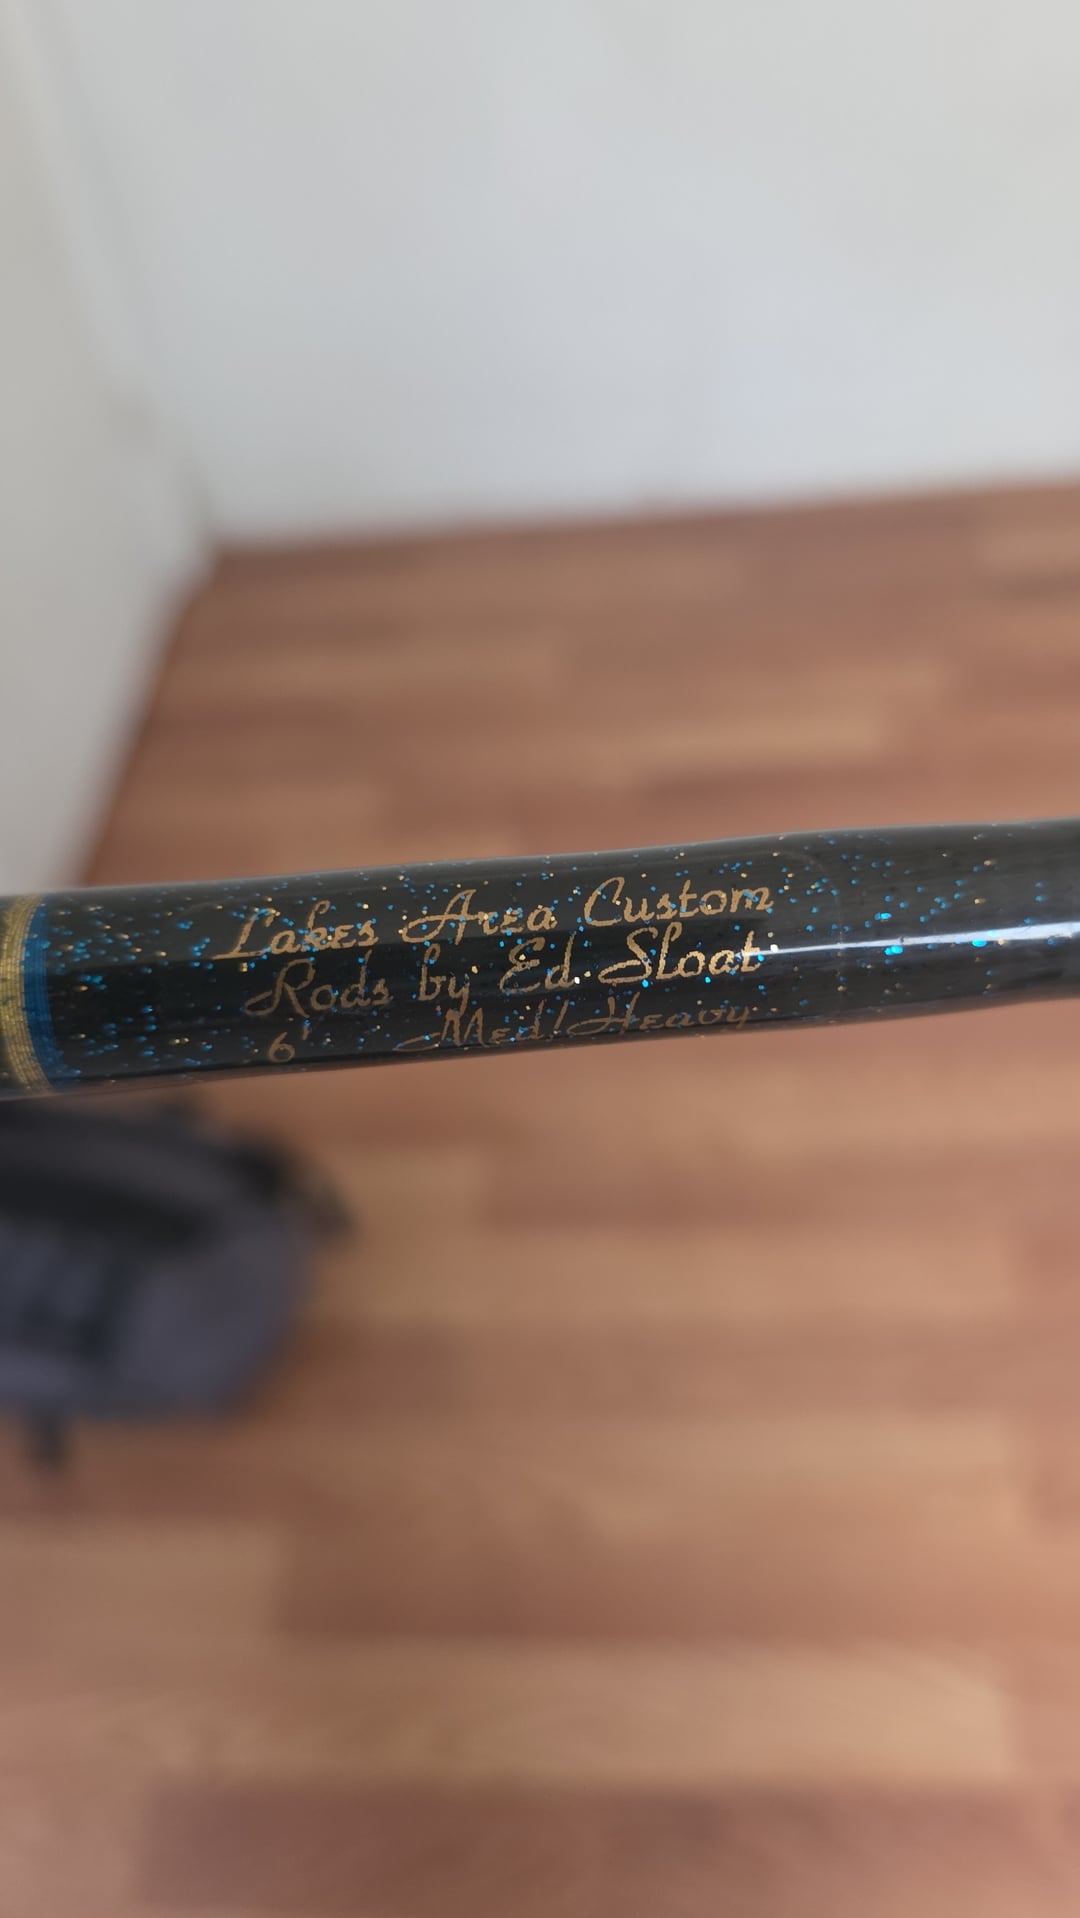 Lakes Area Custom
Rods by Ed Sloat
6' Med/Heavy